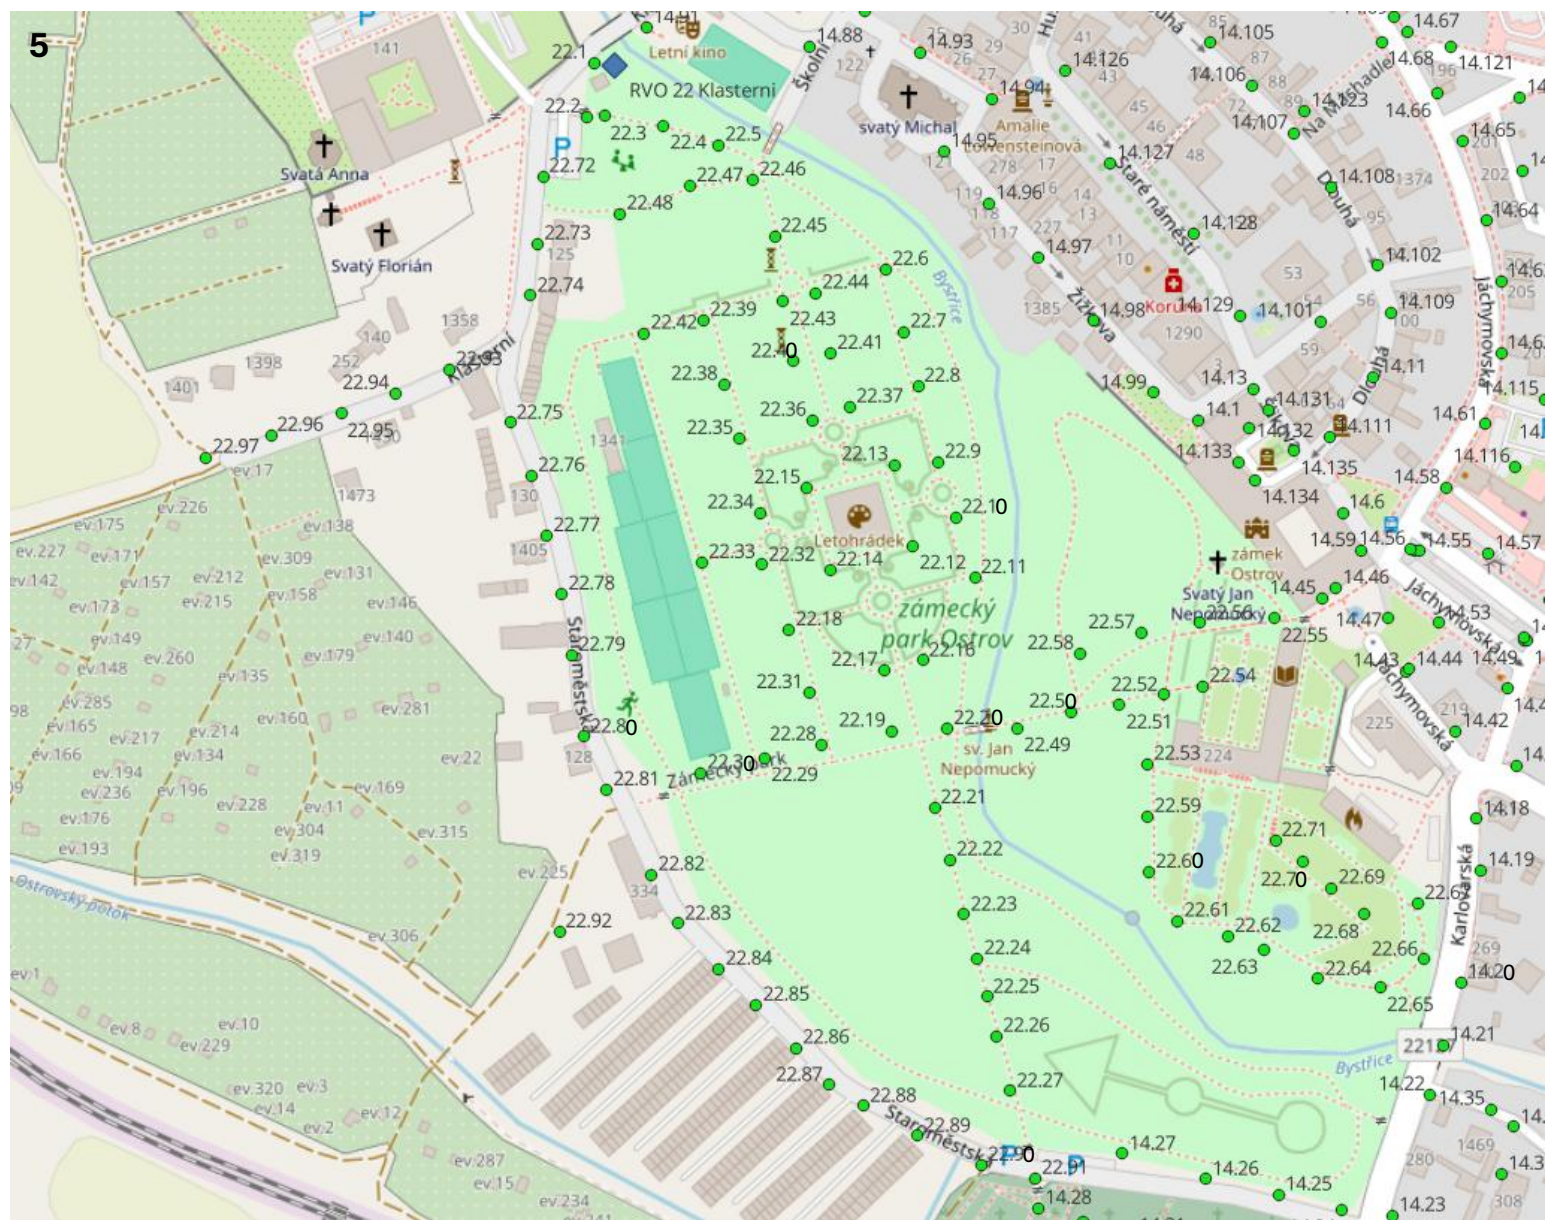 5
P
14.91
14.88
14.93
14.105
14.67
141
Letní kino
Školní
122
14.126
14.68
14.121
22.1
RVO 22 Klasterni
14.94
14.106
14.123
14.66
svatý Michal
Amalie
Löwensteinová
14.107
Na Máchadle
14.65
22.2
22.3
22.4
22.5
14.95
14.127
Svatá Anna
22.72
22.47
22.46
14.96
Staré náměstí
Dlouhá
14.108
1374
22.48
22.45
14.128
14.64
Svatý Florián
22.73
125
22.6
14.97
14.102
22.74
Bystřice
22.44
Koruna
14.129
14.101
14.109
Jáchymovská
22.42
22.39
22.43
22.7
1385
Žižkova
14.98
1290
1358
140
Klášterní
1398
252
1401
22.94
22.40
22.41
22.38
22.8
14.99
14.13
14.11
Dlouhá
14.115
22.96
22.95
22.75
22.36
22.37
14.1
14.131
14.132
14.111
14.61
22.97
ev.17
1341
22.35
22.13
22.9
14.133
14.135
14.116
22.76
22.15
14.134
14.58
ev.226
1473
130
22.34
22.10
14.6
ev.175
ev.138
22.77
Letohrádek
14.59
14.56
14.55
14.57
ev.227
ev.171
ev.309
1405
22.33
22.32
22.14
22.12
22.11
zámek
Ostrov
ev.142
ev.157
ev.212
ev.131
22.78
14.45
14.46
ev.173
ev.215
ev.158
ev.146
zámecký
park Ostrov
Svatý Jan
Nepomucký
22.56
Jáchymovská
14.53
ev.149
ev.140
Staroměstská
22.18
22.57
22.55
14.47
ev.148
ev.260
ev.179
22.79
22.17
22.16
22.58
14.43
14.44
14.49
ev.135
22.31
22.52
22.54
ev.285
ev.281
22.50
22.51
Jáchymovská
225
219
14.42
ev.165
ev.217
ev.214
ev.160
22.80
22.19
22.20
22.49
ev.166
ev.134
ev.22
128
22.28
sv. Jan
Nepomucký
22.53
224
ev.194
22.30
Zámecký park
22.29
ev.236
ev.196
ev.169
22.81
22.21
ev.176
ev.228
ev.11
22.59
22.71
14.18
ev.304
ev.315
ev.193
ev.319
22.82
22.22
22.60
22.70
22.69
14.19
Ostrovský potok
ev.225
334
Karlovarská
22.92
22.83
22.23
22.61
22.62
22.68
ev.306
22.24
22.63
22.66
269
ev.1
22.84
22.64
14.20
22.85
22.25
22.65
ev.8
ev.10
ev.229
22.86
22.26
14.21
Bystřice
ev.320
ev.3
22.87
22.27
14.22
14.35
ev.14
ev.12
22.88
ev.2
22.89
Staroměstská
1469
ev.287
22.90
P
P
14.27
280
ev.15
22.91
14.26
ev.234
14.28
14.25
14.23
308